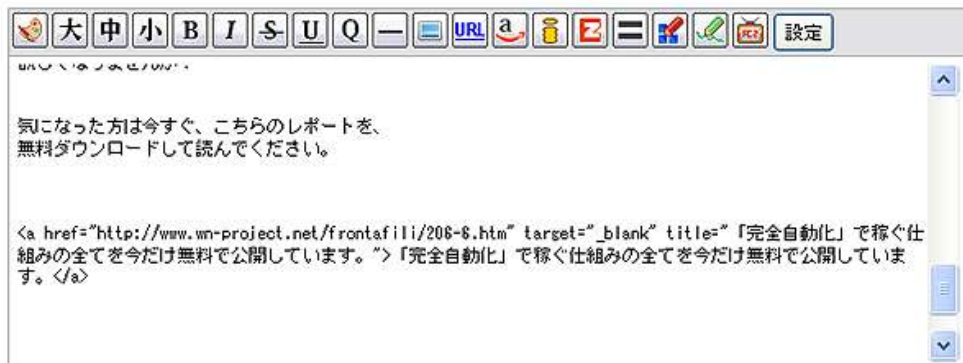 大 中 小 B I S U Q URL a 設定
気になった方は今すぐ、こちらのレポートを、
無料ダウンロードして読んでください。
<a href="http://www.wn-project.net/frontafili/206-6.htm" target="_blank" title="「完全自動化」で稼ぐ仕
組みの全てを今だけ無料で公開しています。">「完全自動化」で稼ぐ仕組みの全てを今だけ無料で公開していま
す。</a>